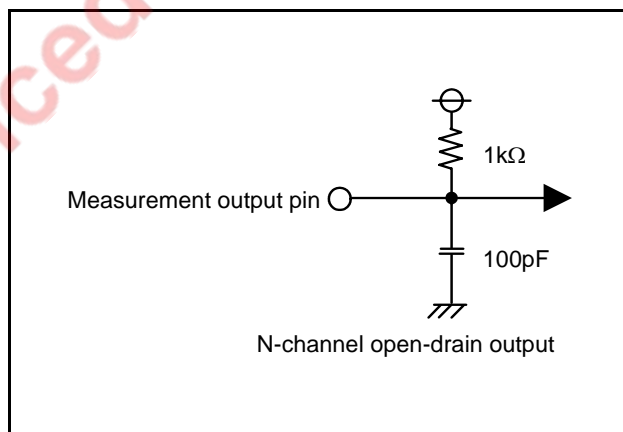 1kΩ
Measurement output pin
100pF
N-channel open-drain output